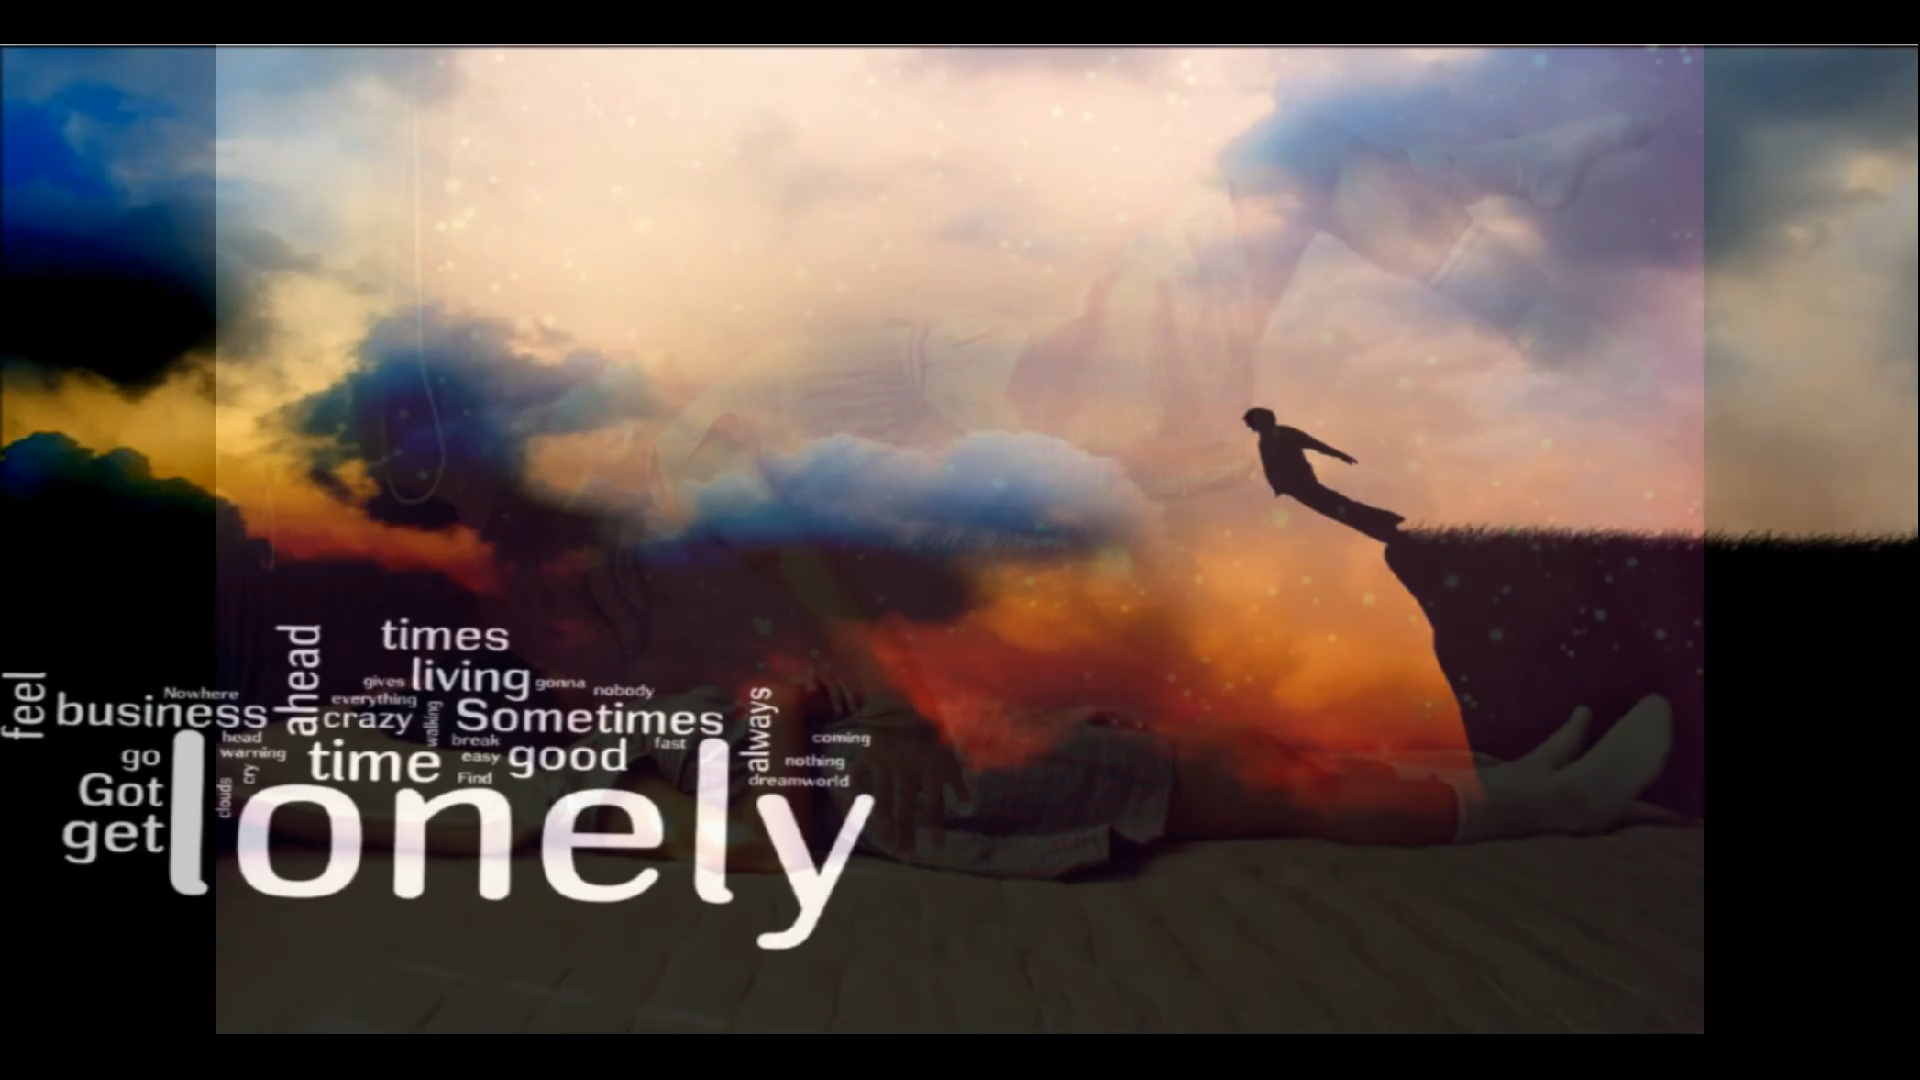 times
ahead
living
gives
gonna
nobody
feel
Nowhere
everything
business
crazy
walking
Sometimes
always
head
break
fast
coming
go
warning
time
easy
good
nothing
cry
Find
dreamworld
Got
clouds
get
lonely